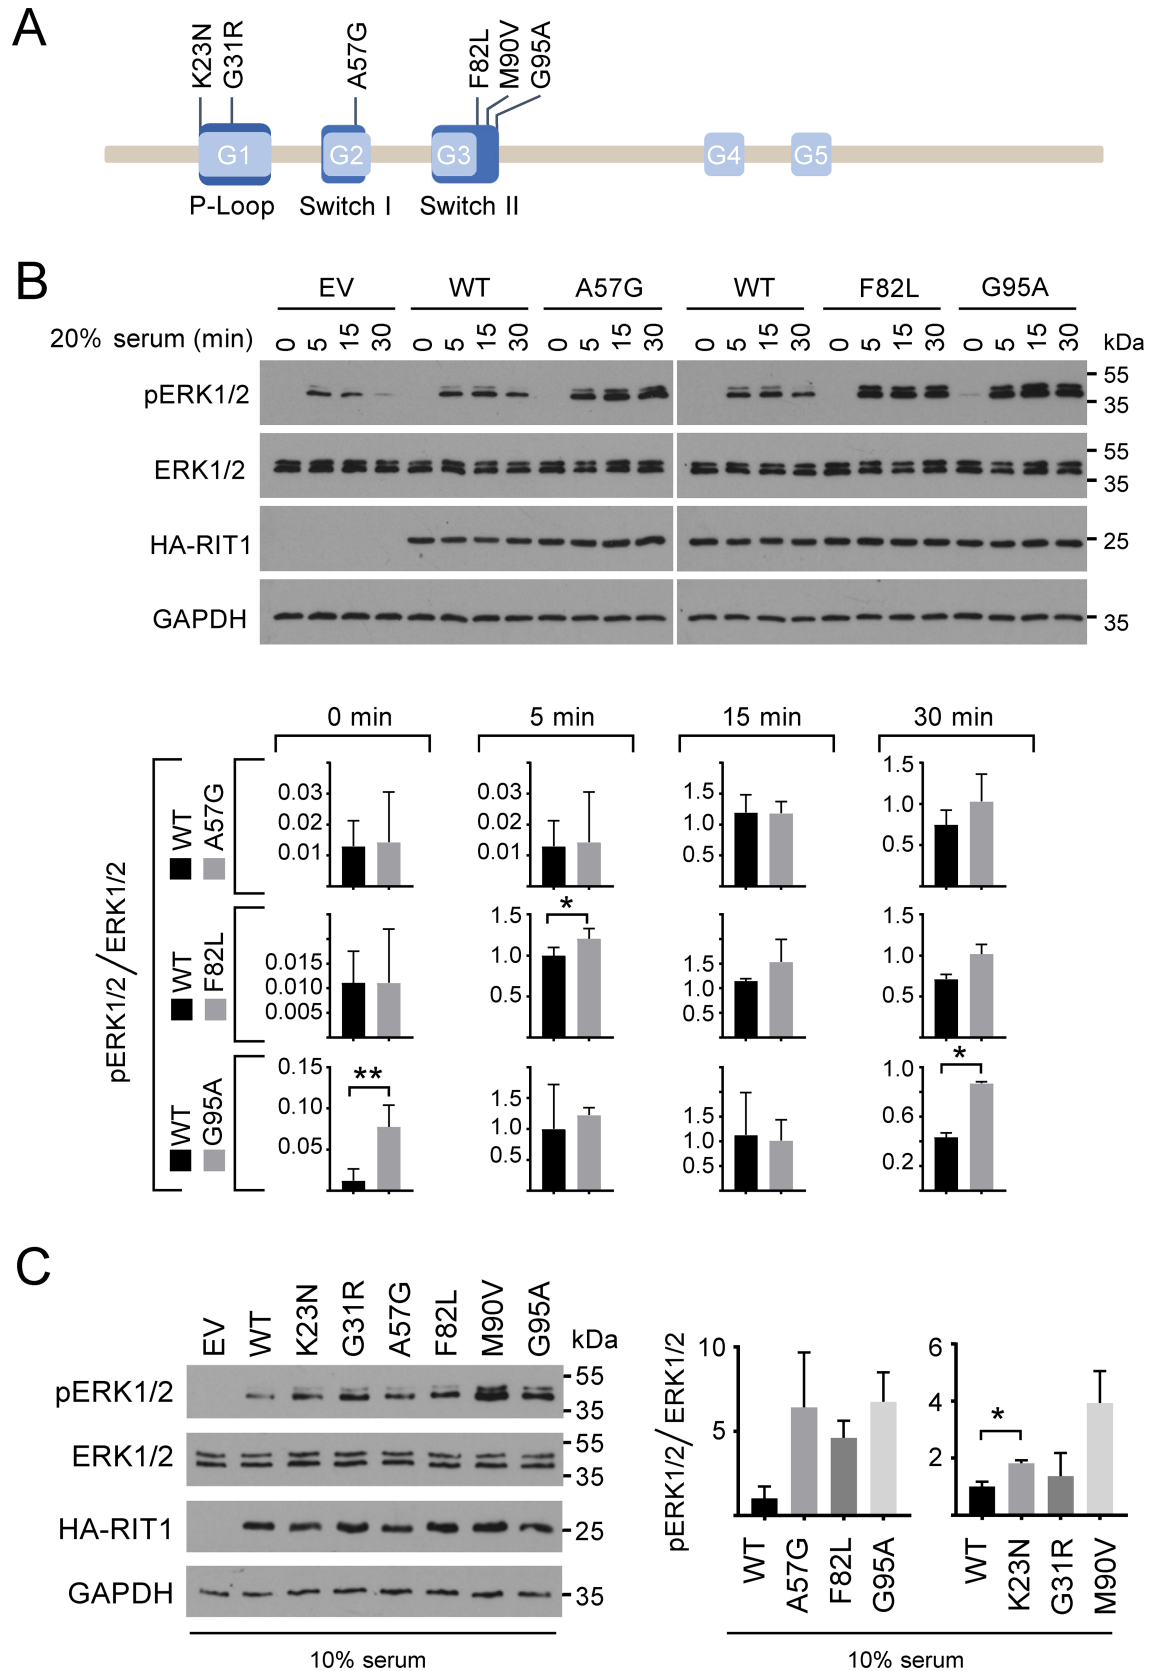 A
K23N G31R A57G F82L M90V G95A
G1 G2 G3 G4 G5
P-Loop Switch I Switch II
B
EV WT A57G WT F82L G95A
20% serum (min) 0 5 15 30 0 5 15 30 0 5 15 30 0 5 15 30 0 5 15 30 0 5 15 30 kDa
pERK1/2 55
35
ERK1/2 55
35
HA-RIT1 25
GAPDH 35
0 min 5 min 15 min 30 min
pERK1/2/ERK1/2
WT A57G
0.03 0.02 0.01
0.03 0.02 0.01
1.5 1.0 0.5
1.5 1.0 0.5
WT F82L
0.015 0.010 0.005
1.5 1.0 0.5
*
1.5 1.0 0.5
1.5 1.0 0.5
WT G95A
0.15 0.10 0.05
**
1.5 1.0 0.5
1.5 1.0 0.5
1.0 0.6 0.2
*
C
EV WT K23N G31R A57G F82L M90V G95A kDa
pERK1/2 55
35
ERK1/2 55
35
HA-RIT1 25
GAPDH 35
10% serum
pERK1/2/ERK1/2
10 5
WT A57G F82L G95A
6 4 2
*
WT K23N G31R M90V
10% serum